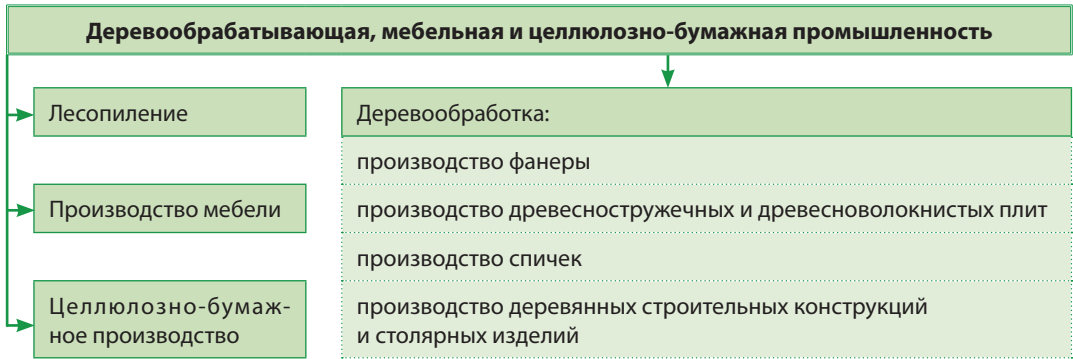 Деревообрабатывающая, мебельная и целлюлозно-бумажная промышленность
Лесопиление
Производство мебели
Целлюлозно-бумаж-
ное производство
Деревообработка:
производство фанеры
производство древесностружечных и древесноволокнистых плит
производство спичек
производство деревянных строительных конструкций
и столярных изделий